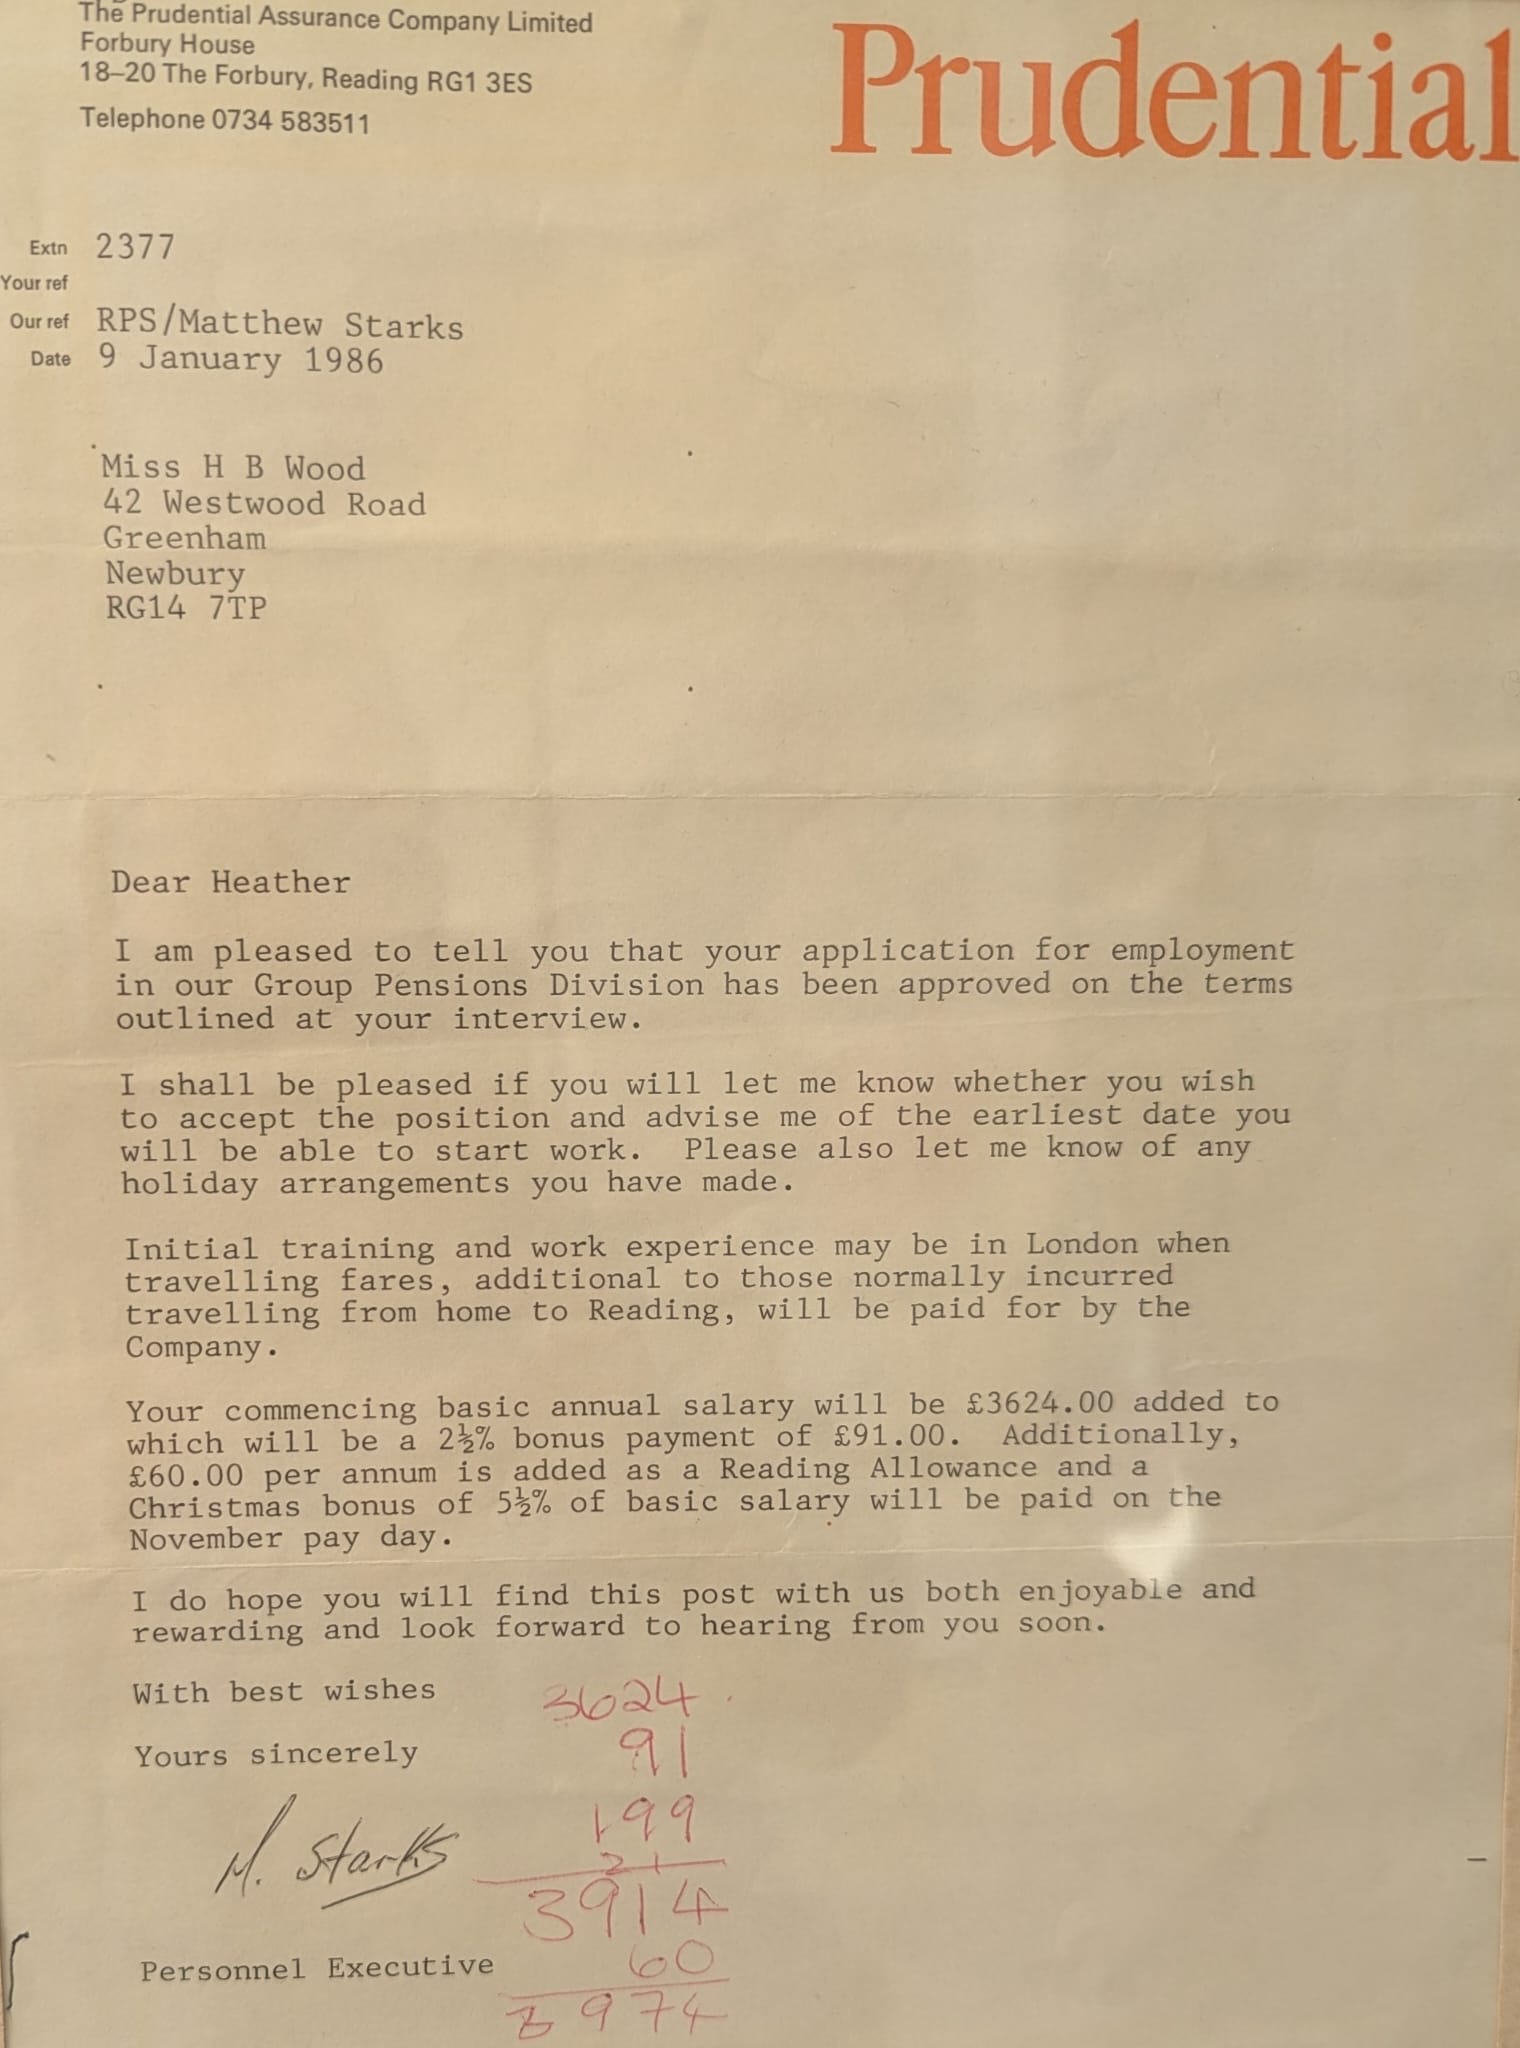 The Prudential Assurance Company Limited
Forbury House
18–20 The Forbury, Reading RG1 3ES
Telephone 0734 583511
Prudential
Extn 2377
Your ref
Our ref RPS/Matthew Starks
Date 9 January 1986
Miss H B Wood
42 Westwood Road
Greenham
Newbury
RG14 7TP
Dear Heather
I am pleased to tell you that your application for employment
in our Group Pensions Division has been approved on the terms
outlined at your interview.
I shall be pleased if you will let me know whether you wish
to accept the position and advise me of the earliest date you
will be able to start work. Please also let me know of any
holiday arrangements you have made.
Initial training and work experience may be in London when
travelling fares, additional to those normally incurred
travelling from home to Reading, will be paid for by the
Company.
Your commencing basic annual salary will be £3624.00 added to
which will be a 2½% bonus payment of £91.00. Additionally,
£60.00 per annum is added as a Reading Allowance and a
Christmas bonus of 5½% of basic salary will be paid on the
November pay day.
I do hope you will find this post with us both enjoyable and
rewarding and look forward to hearing from you soon.
With best wishes
Yours sincerely
M. Starks
Personnel Executive
3624
91
199
21
3914
60
3974